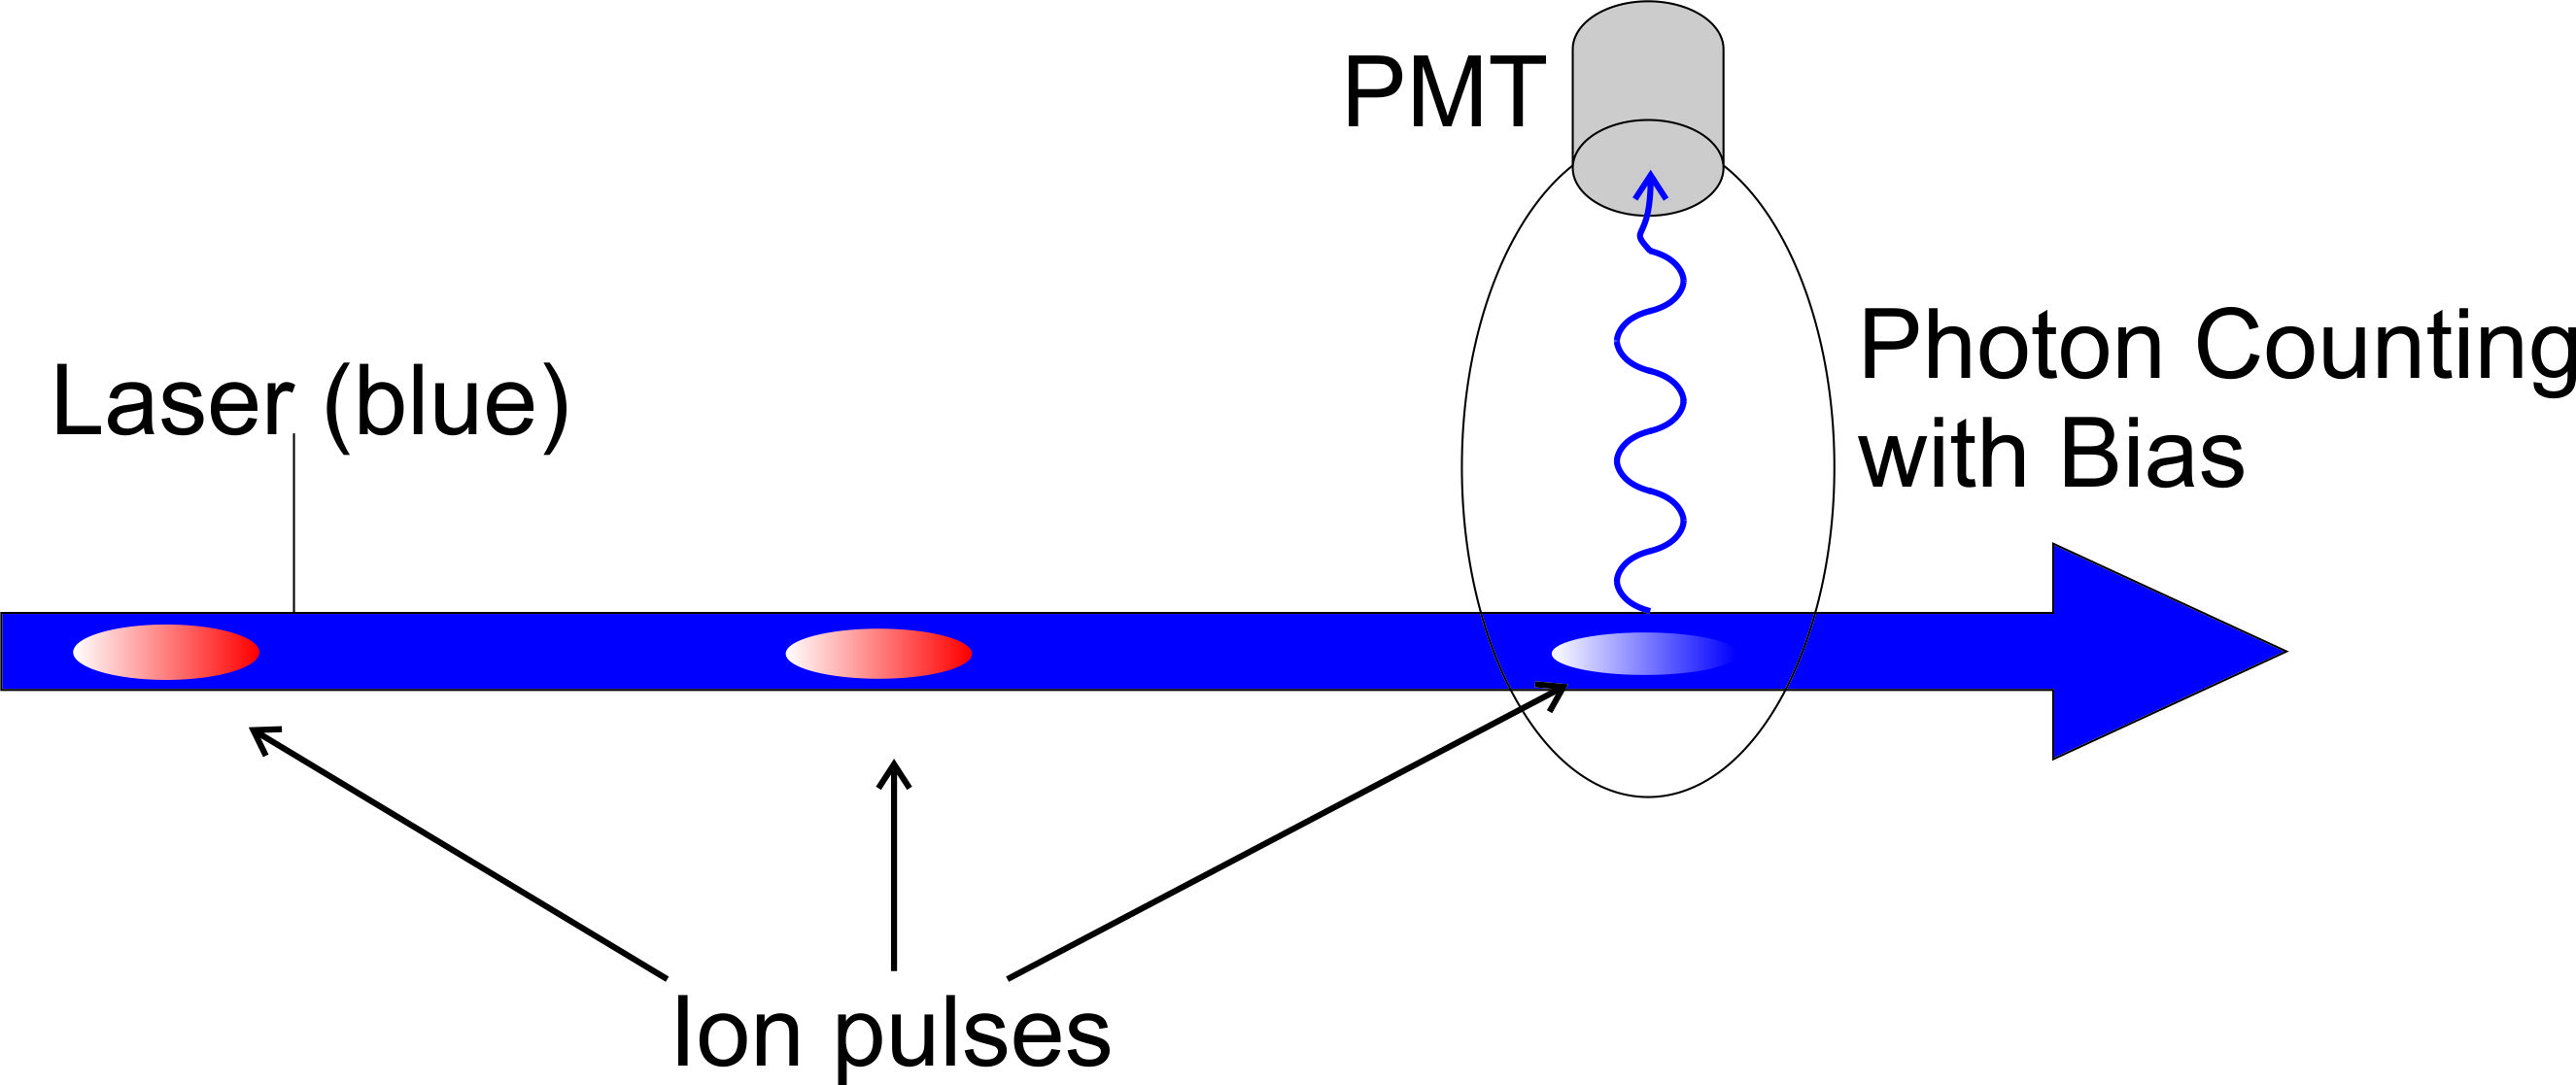 PMT
Photon Counting
with Bias
Laser (blue)
Ion pulses